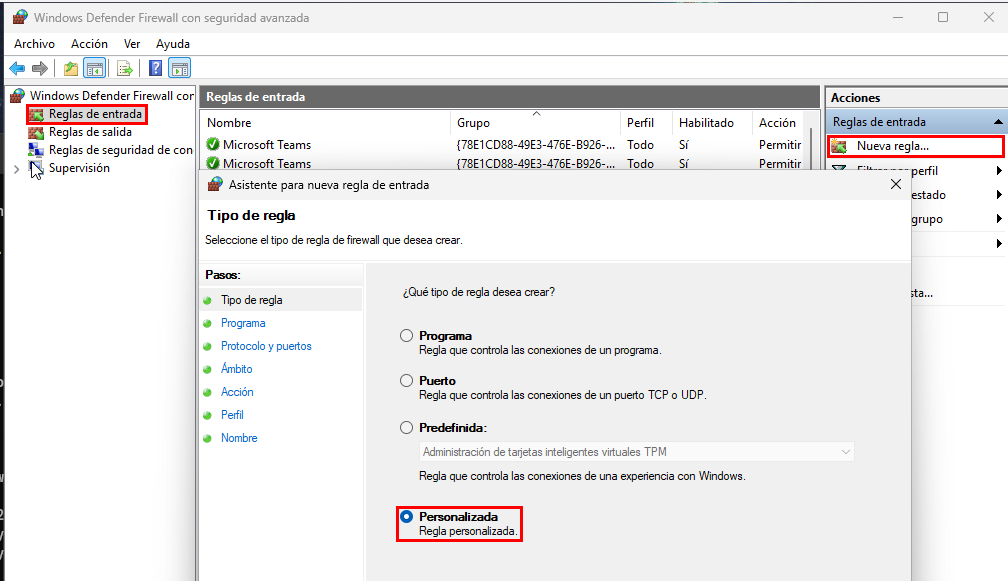 Windows Defender Firewall con seguridad avanzada
Archivo Acción Ver Ayuda
Windows Defender Firewall cor
Reglas de entrada
Reglas de salida
Reglas de seguridad de con
Supervisión
Reglas de entrada
Nombre Grupo Perfil Habilitado Acción
Microsoft Teams {78E1CD88-49E3-476E-B926-... Todo Sí Permitir
Microsoft Teams {78E1CD88-49E3-476E-B926-... Todo Sí Permitir
Acciones
Reglas de entrada
Nueva regla...
perfil
estado
grupo
sta...
Asistente para nueva regla de entrada
Tipo de regla
Seleccione el tipo de regla de firewall que desea crear.
Pasos:
Tipo de regla
Programa
Protocolo y puertos
Ámbito
Acción
Perfil
Nombre
¿Qué tipo de regla desea crear?
Programa
Regla que controla las conexiones de un programa.
Puerto
Regla que controla las conexiones de un puerto TCP o UDP.
Predefinida:
Administración de tarjetas inteligentes virtuales TPM
Regla que controla las conexiones de una experiencia con Windows.
Personalizada
Regla personalizada.